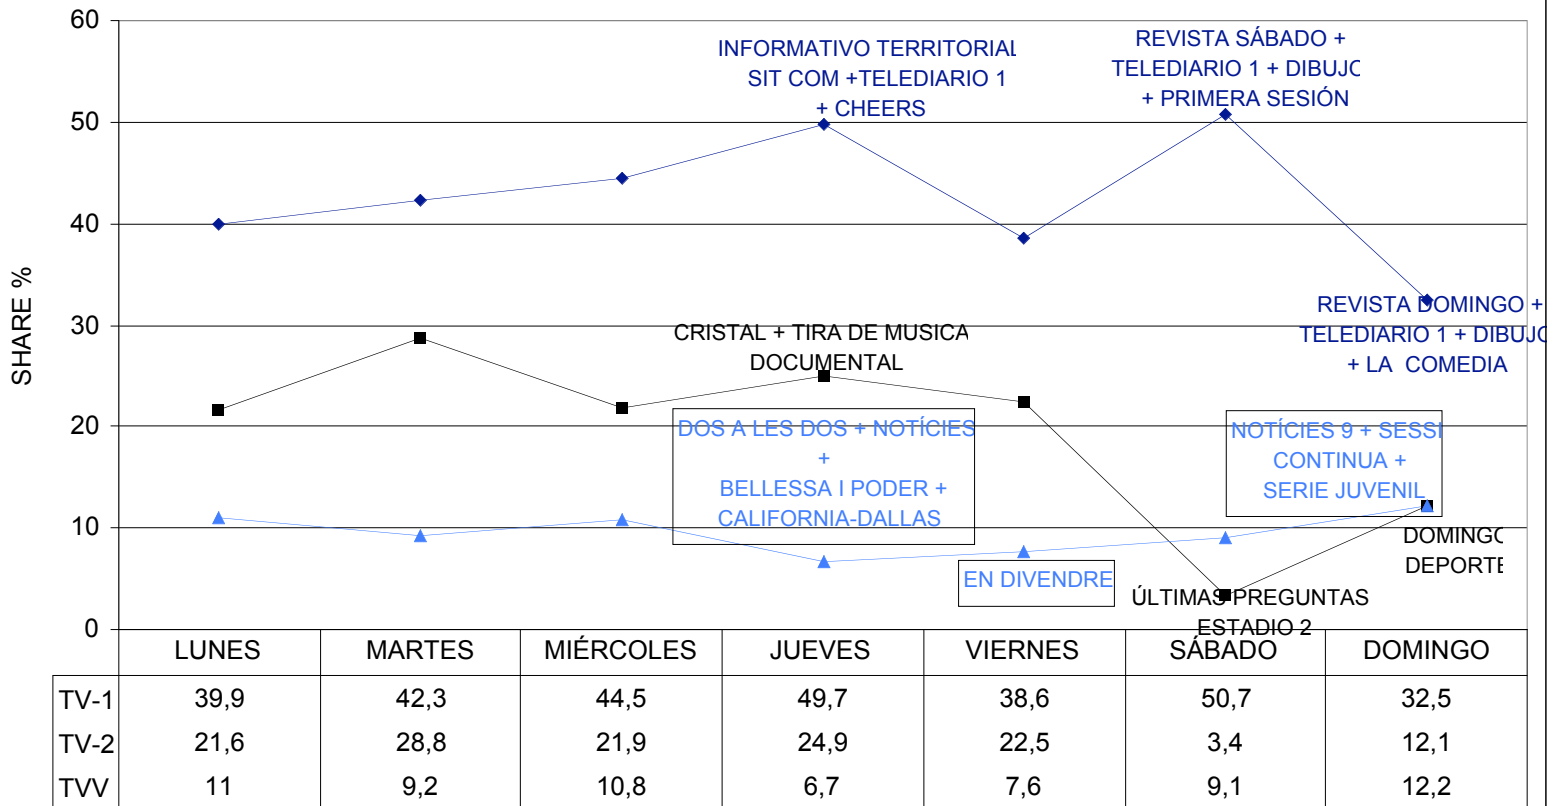 60
50
40
30
20
10
0
SHARE %
INFORMATIVO TERRITORIAL
SIT COM +TELEDIARIO 1
+ CHEERS
REVISTA SÁBADO +
TELEDIARIO 1 + DIBUJO
+ PRIMERA SESIÓN
REVISTA DOMINGO +
TELEDIARIO 1 + DIBUJO
+ LA COMEDIA
CRISTAL + TIRA DE MUSICA
DOCUMENTAL
DOS A LES DOS + NOTÍCIES
+
BELLESSA I PODER +
CALIFORNIA-DALLAS
NOTÍCIES 9 + SESSI
CONTINUA +
SERIE JUVENIL
EN DIVENDRE
ÚLTIMAS PREGUNTAS
ESTADIO 2
DOMINGO
DEPORTE
LUNES MARTES MIÉRCOLES JUEVES VIERNES SÁBADO DOMINGO
TV-1 39,9 42,3 44,5 49,7 38,6 50,7 32,5
TV-2 21,6 28,8 21,9 24,9 22,5 3,4 12,1
TVV 11 9,2 10,8 6,7 7,6 9,1 12,2